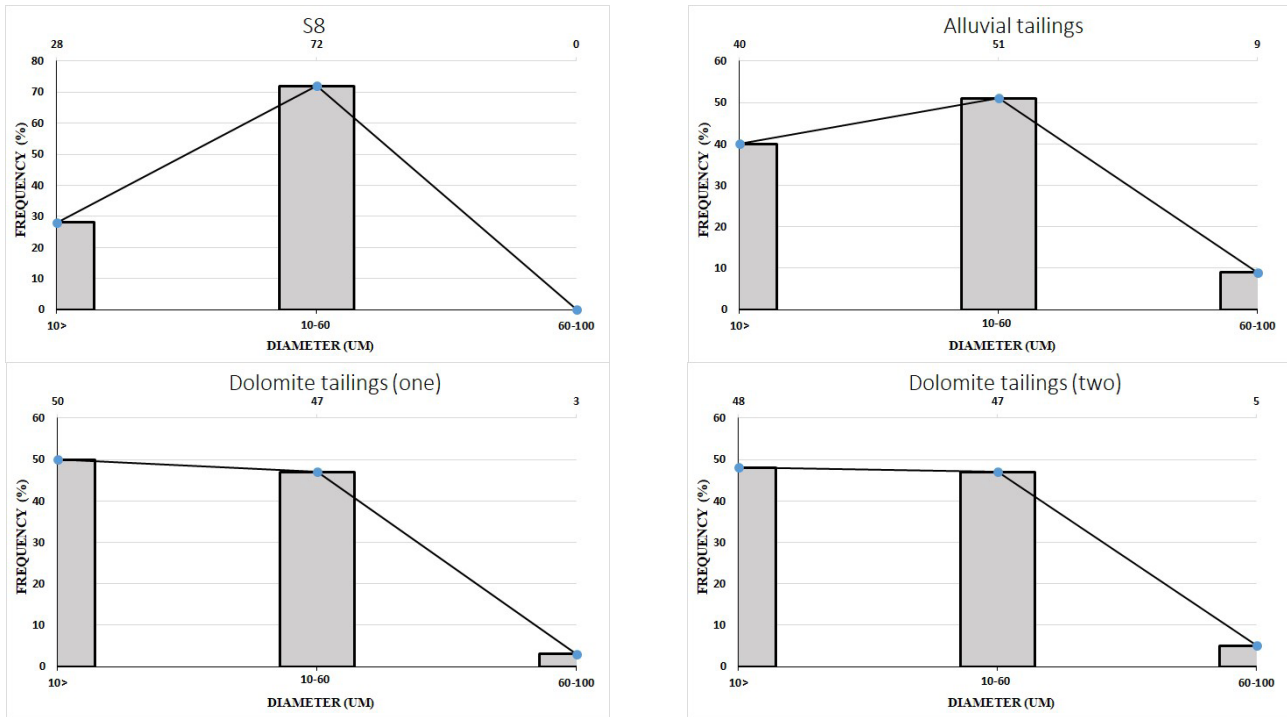 S8
28 72 0
80
70
60
50
40
30
20
10
0
FREQUENCY (%)
10> 10-60 60-100
DIAMETER (UM)
Alluvial tailings
40 51 9
60
50
40
30
20
10
0
FREQUENCY (%)
10> 10-60 60-100
DIAMETER (UM)
Dolomite tailings (one)
50 47 3
60
50
40
30
20
10
0
FREQUENCY (%)
10> 10-60 60-100
DIAMETER (UM)
Dolomite tailings (two)
48 47 5
60
50
40
30
20
10
0
FREQUENCY (%)
10> 10-60 60-100
DIAMETER (UM)